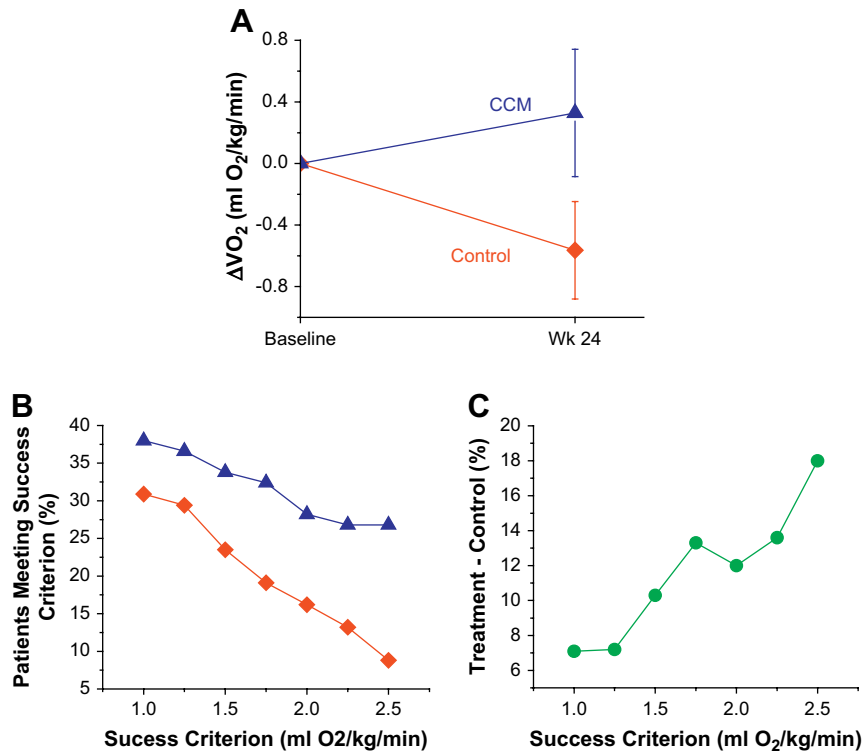 A
0.8
0.4
0.0
-0.4
-0.8
ΔVO2 (ml O2/kg/min)
CCM
Control
Baseline Wk 24
B
40
35
30
25
20
15
10
5
Patients Meeting Success
Criterion (%)
1.0 1.5 2.0 2.5
Sucess Criterion (ml O2/kg/min)
C
20
18
16
14
12
10
8
6
Treatment - Control (%)
1.0 1.5 2.0 2.5
Success Criterion (ml O2/kg/min)